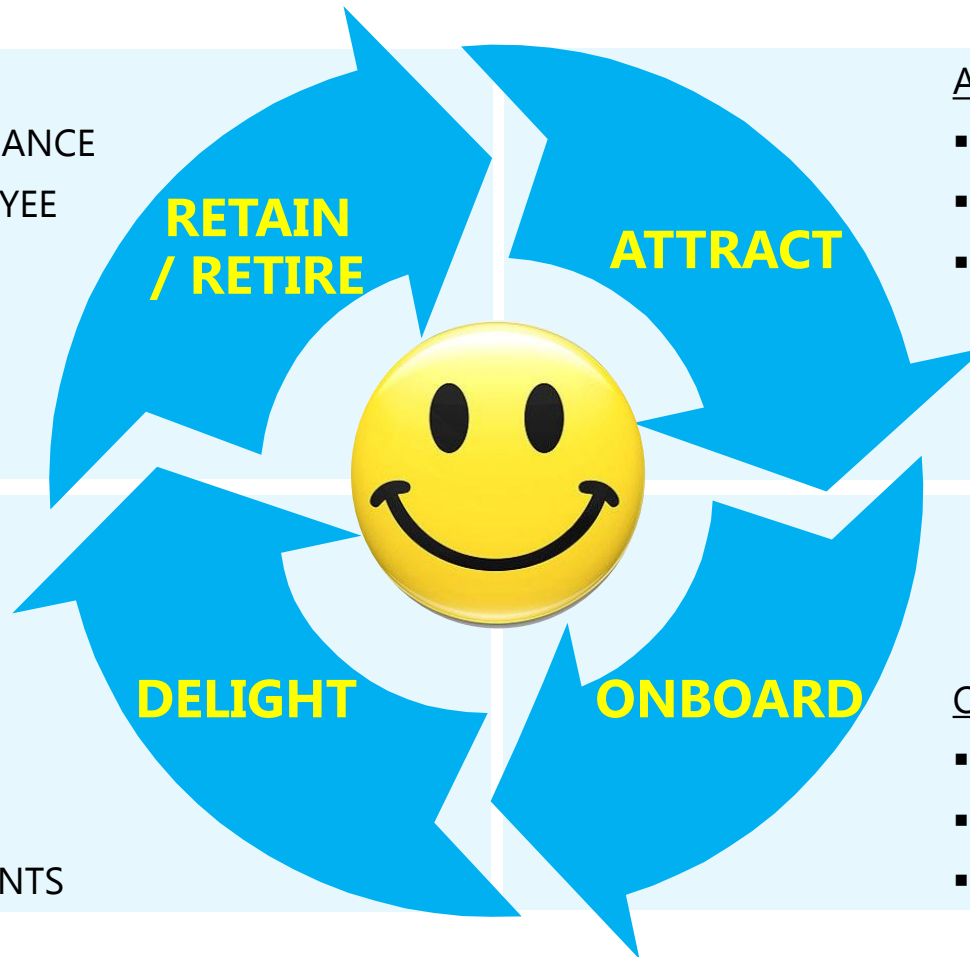 ANCE
YEE
RETAIN
/ RETIRE
ATTRACT
DELIGHT
ONBOARD
NTS